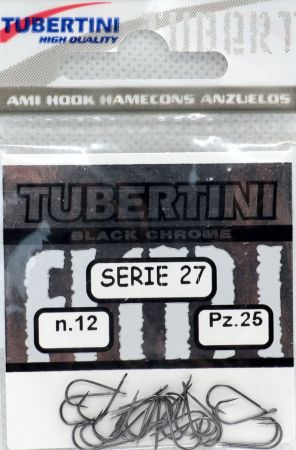 TUBERTINI
HIGH QUALITY
AMI HOOK HAMECONS ANZUELOS
TUBERTINI
BLACK CHROME
SERIE 27
n.12
Pz.25